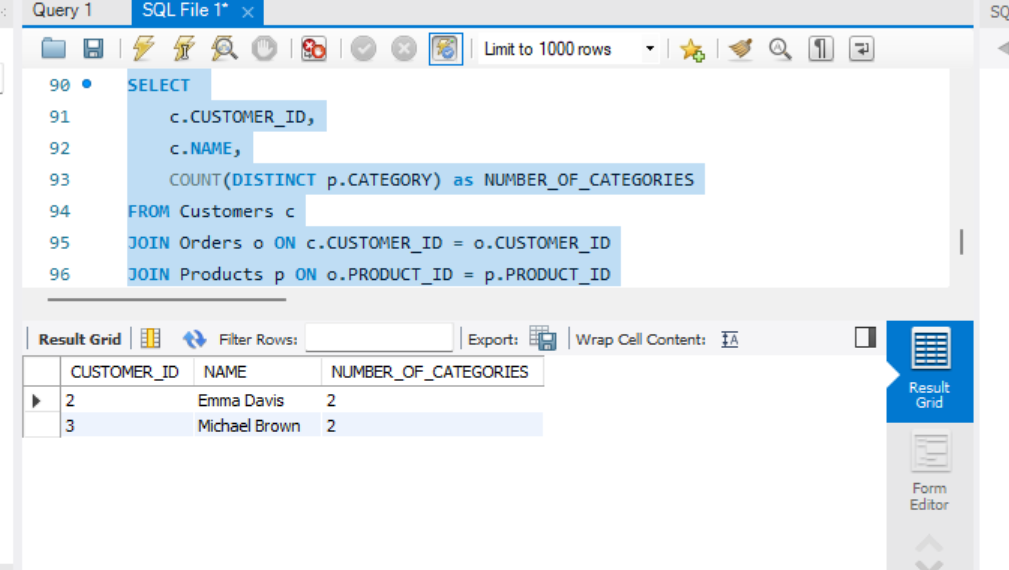 Query 1
SQL File 1*
SQ
Limit to 1000 rows
90 SELECT
91 c.CUSTOMER_ID,
92 c.NAME,
93 COUNT(DISTINCT p.CATEGORY) as NUMBER_OF_CATEGORIES
94 FROM Customers c
95 JOIN Orders o ON c.CUSTOMER_ID = o.CUSTOMER_ID
96 JOIN Products p ON o.PRODUCT_ID = p.PRODUCT_ID
Result Grid Filter Rows: Export: Wrap Cell Content: IA
CUSTOMER_ID NAME NUMBER_OF_CATEGORIES
2 Emma Davis 2
3 Michael Brown 2
Result
Grid
Form
Editor